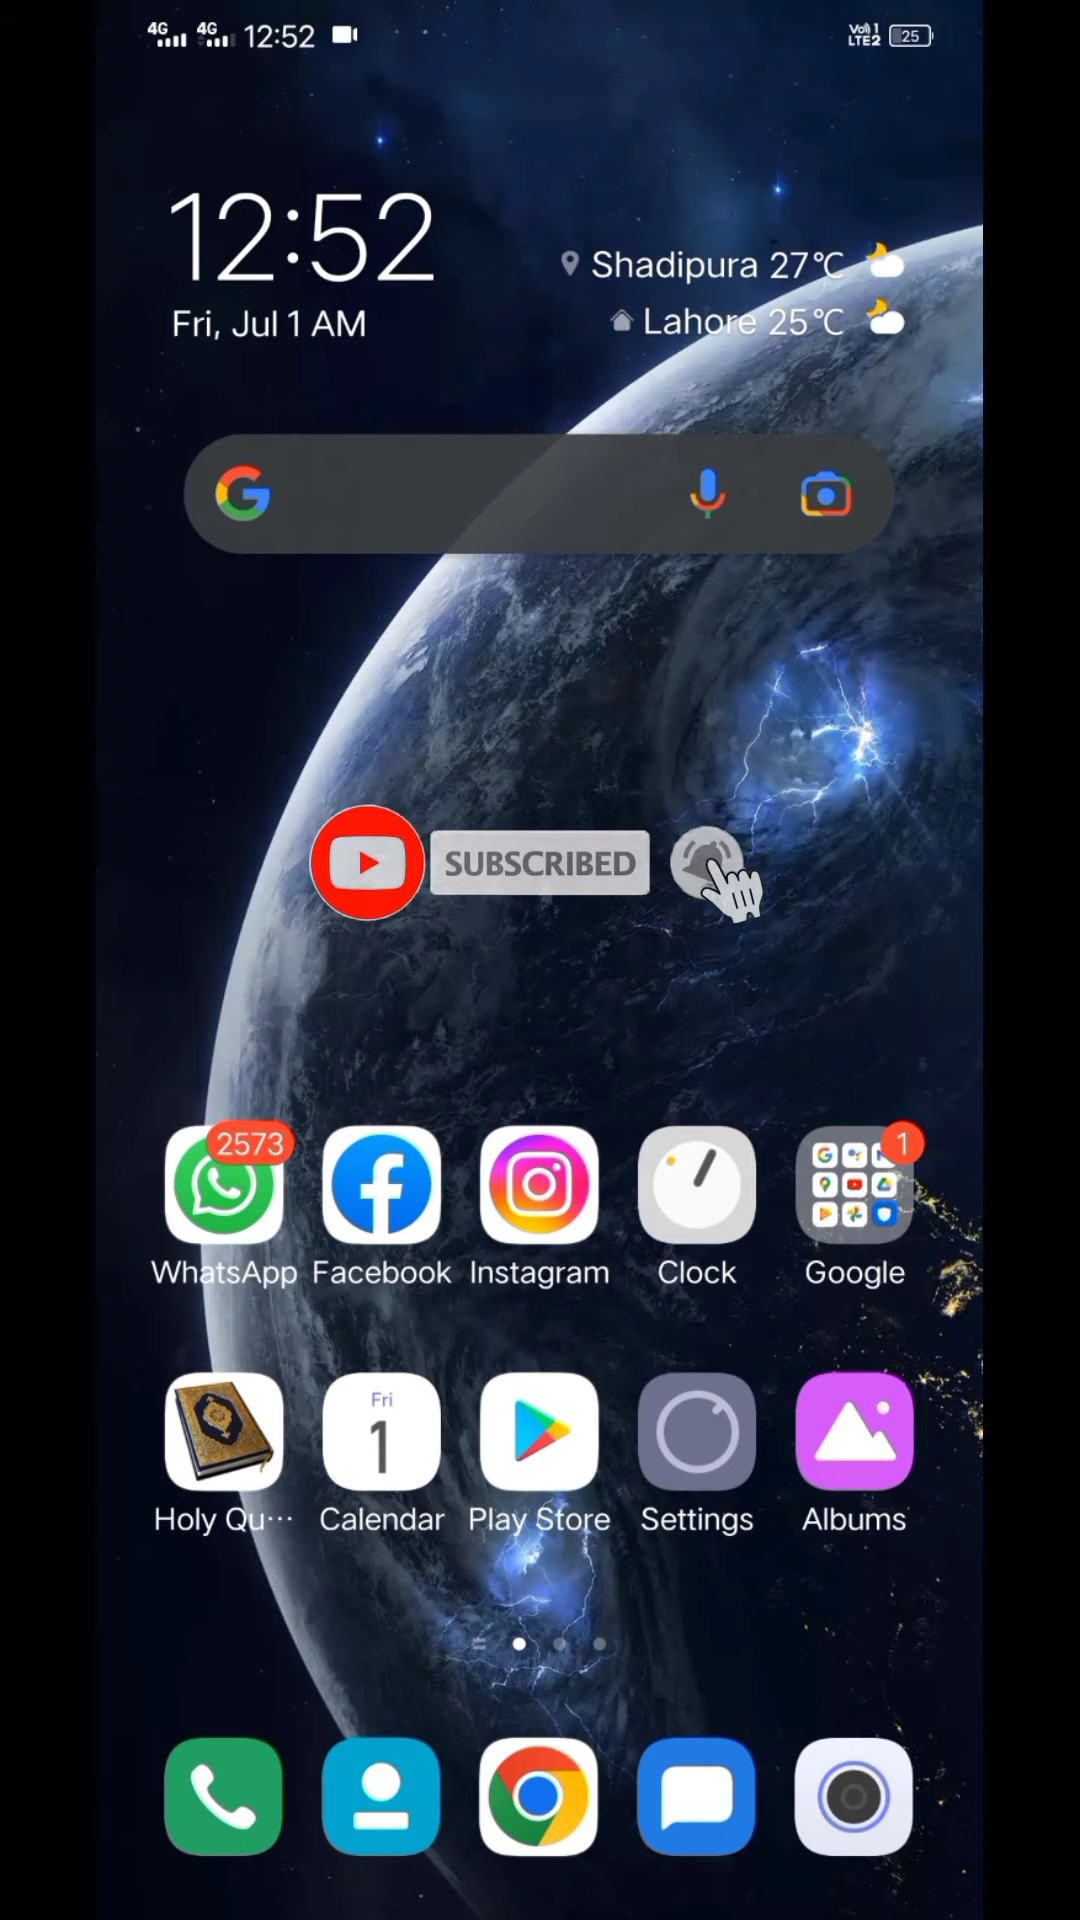 4G 4G 12:52 Vo)) 1 LTE2 25
12:52
Fri, Jul 1 AM
Shadipura 27°C
Lahore 25°C
SUBSCRIBED
2573
1
WhatsApp Facebook Instagram Clock Google
Fri
1
Holy Qu··· Calendar Play Store Settings Albums